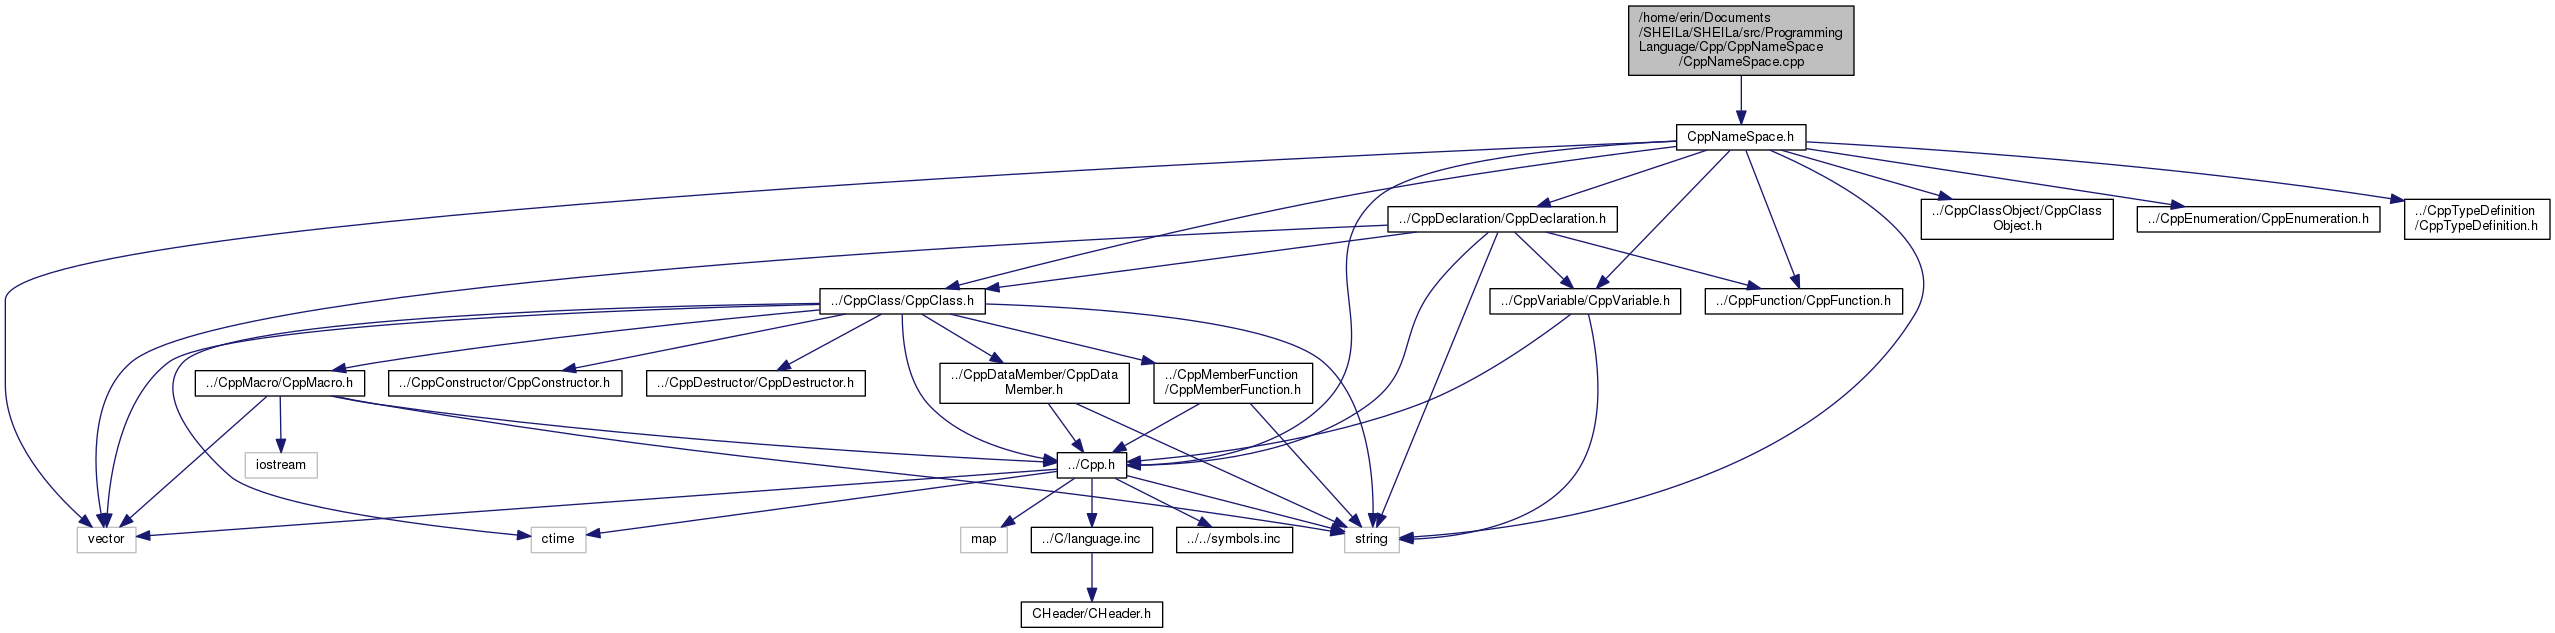 /home/erin/Documents
/SHEILa/SHEILa/src/Programming
Language/Cpp/CppNameSpace
/CppNameSpace.cpp
CppNameSpace.h
../CppDeclaration/CppDeclaration.h
../CppClassObject/CppClass
Object.h
../CppEnumeration/CppEnumeration.h
../CppTypeDefinition
/CppTypeDefinition.h
../CppClass/CppClass.h
../CppVariable/CppVariable.h
../CppFunction/CppFunction.h
../CppMacro/CppMacro.h
../CppConstructor/CppConstructor.h
../CppDestructor/CppDestructor.h
../CppDataMember/CppData
Member.h
../CppMemberFunction
/CppMemberFunction.h
iostream
../Cpp.h
vector
ctime
map
../C/language.inc
../../symbols.inc
string
CHeader/CHeader.h